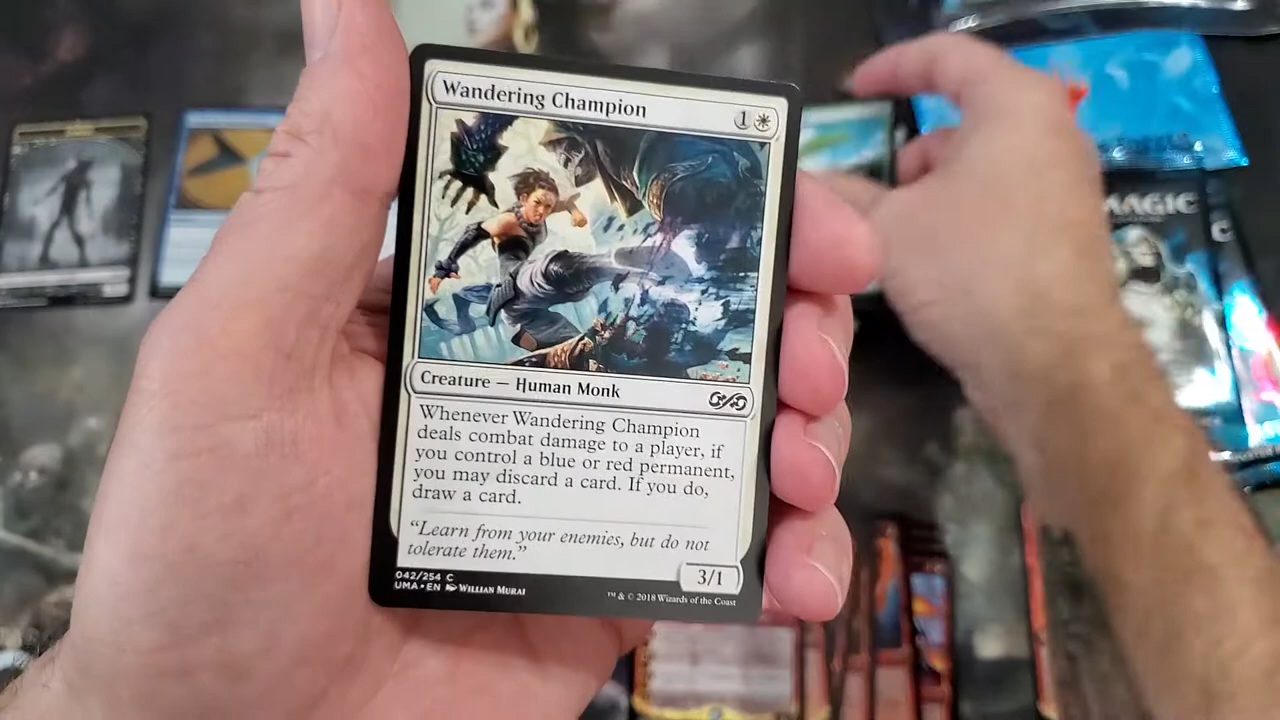 Wandering Champion 1
Creature — Human Monk
Whenever Wandering Champion
deals combat damage to a player, if
you control a blue or red permanent,
you may discard a card. If you do,
draw a card.
“Learn from your enemies, but do not
tolerate them.”
3/1
042/254 C
UMA • EN Willian Murai
™ & © 2018 Wizards of the Coast
MAGIC